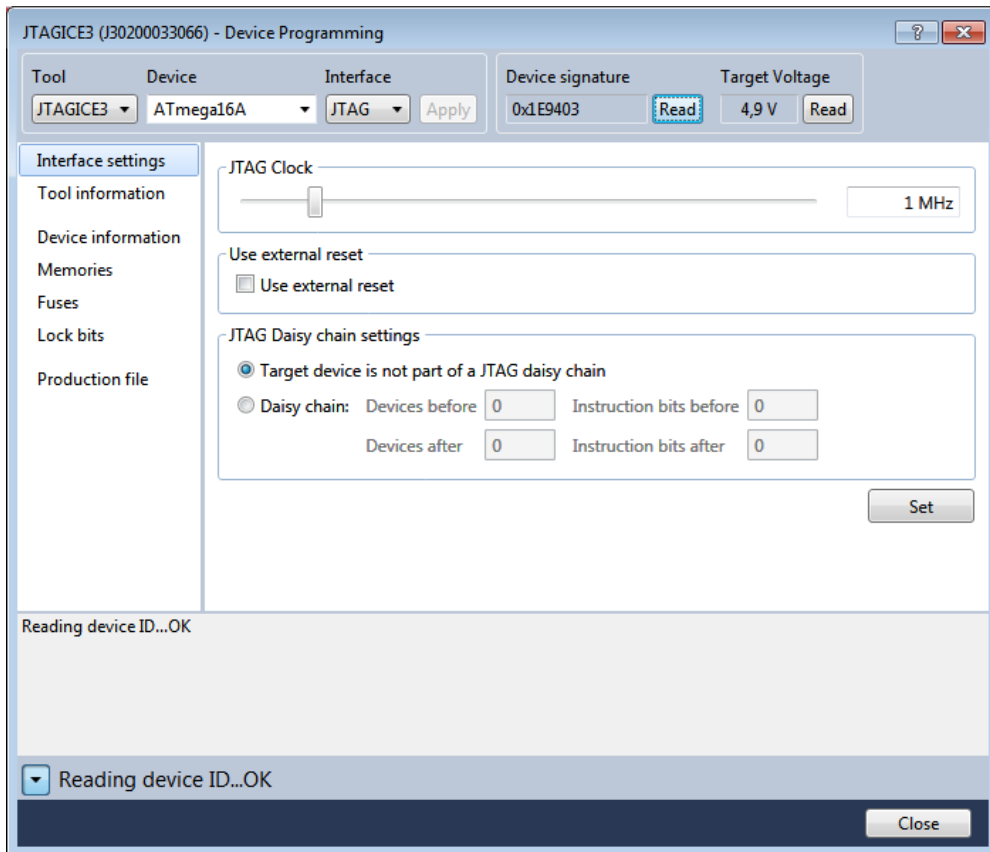 JTAGICE3 (J30200033066) - Device Programming
Tool Device Interface Device signature Target Voltage
JTAGICE3 ATmega16A JTAG Apply 0x1E9403 Read 4,9 V Read
Interface settings
Tool information
Device information
Memories
Fuses
Lock bits
Production file
JTAG Clock
1 MHz
Use external reset
Use external reset
JTAG Daisy chain settings
Target device is not part of a JTAG daisy chain
Daisy chain: Devices before 0 Instruction bits before 0
Devices after 0 Instruction bits after 0
Set
Reading device ID...OK
Reading device ID...OK
Close